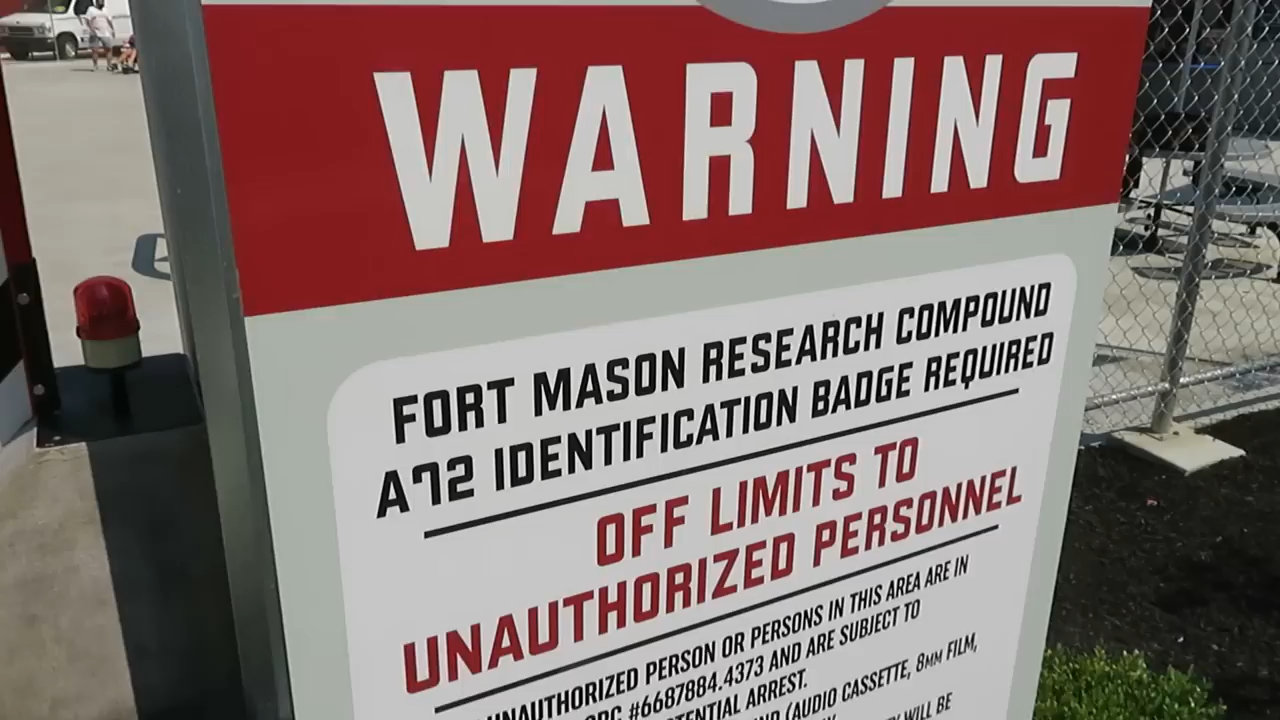 WARNING
FORT MASON RESEARCH COMPOUND
A72 IDENTIFICATION BADGE REQUIRED
OFF LIMITS TO
UNAUTHORIZED PERSONNEL
UNAUTHORIZED PERSON OR PERSONS IN THIS AREA ARE IN
#6687884.4373 AND ARE SUBJECT TO
ARREST.
(AUDIO CASSETTE, 8MM FILM,
WILL BE